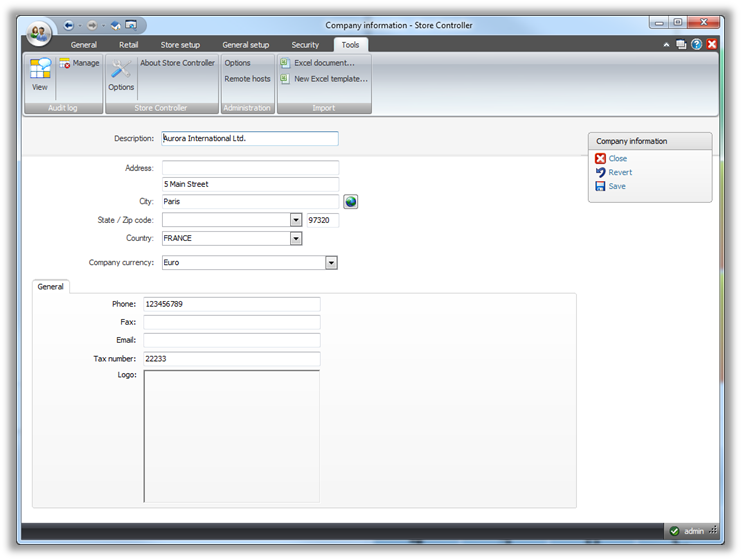 Company information - Store Controller
General Retail Store setup General setup Security Tools
View
Manage
Audit log
Options
About Store Controller
Store Controller
Options
Remote hosts
Administration
Excel document...
New Excel template...
Import
Description: Aurora International Ltd.
Address:
5 Main Street
City: Paris
State / Zip code: 97320
Country: FRANCE
Company currency: Euro
Company information
Close
Revert
Save
General
Phone: 123456789
Fax:
Email:
Tax number: 22233
Logo:
admin